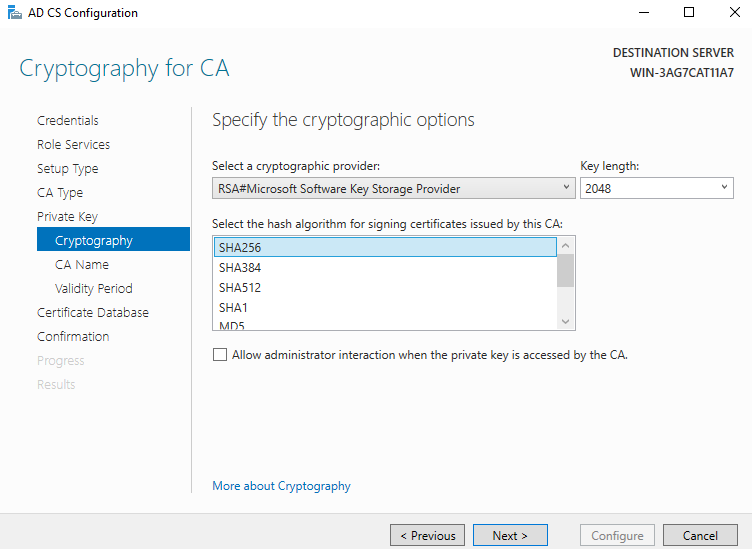 AD CS Configuration
DESTINATION SERVER
WIN-3AG7CAT11A7
Cryptography for CA
Credentials
Role Services
Setup Type
CA Type
Private Key
Cryptography
CA Name
Validity Period
Certificate Database
Confirmation
Progress
Results
Specify the cryptographic options
Select a cryptographic provider:
Key length:
RSA#Microsoft Software Key Storage Provider
2048
Select the hash algorithm for signing certificates issued by this CA:
SHA256
SHA384
SHA512
SHA1
MD5
Allow administrator interaction when the private key is accessed by the CA.
More about Cryptography
< Previous
Next >
Configure
Cancel